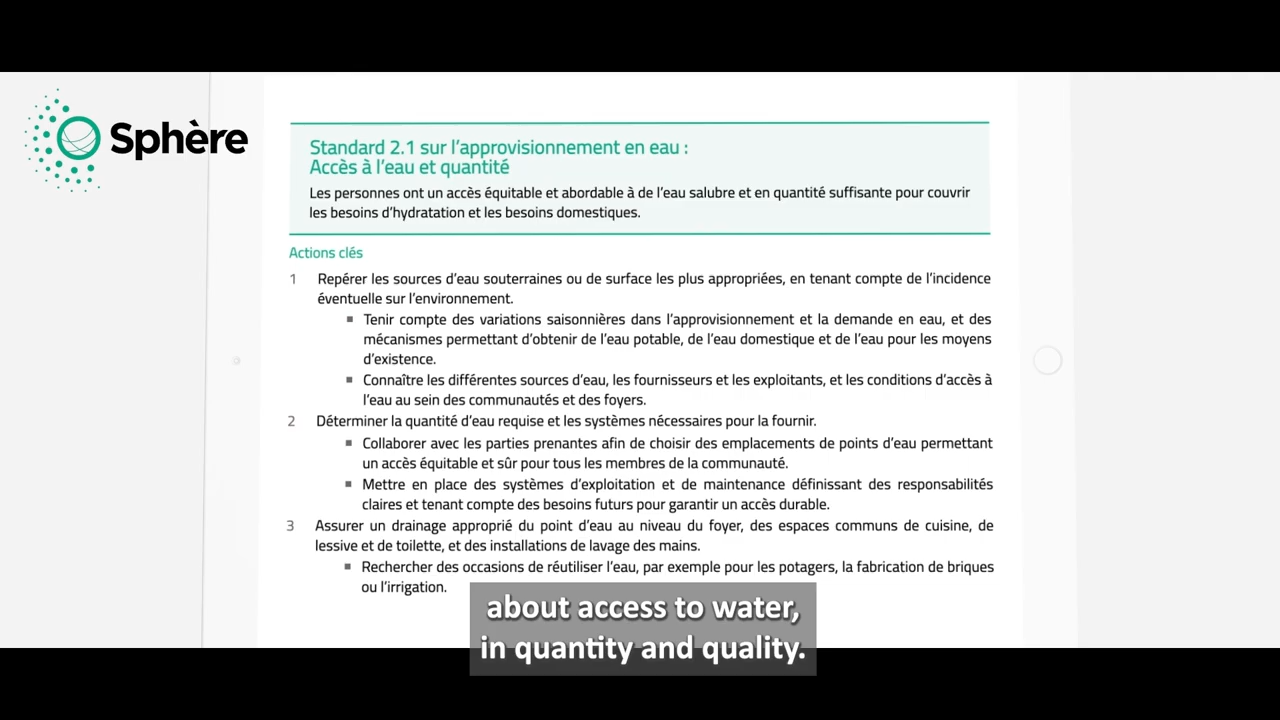 Sphère
Standard 2.1 sur l'approvisionnement en eau :
Accès à l'eau et quantité
Les personnes ont un accès équitable et abordable à de l'eau salubre et en quantité suffisante pour couvrir
les besoins d'hydratation et les besoins domestiques.
Actions clés
1 Repérer les sources d'eau souterraines ou de surface les plus appropriées, en tenant compte de l'incidence
éventuelle sur l'environnement.
▪ Tenir compte des variations saisonnières dans l'approvisionnement et la demande en eau, et des
mécanismes permettant d'obtenir de l'eau potable, de l'eau domestique et de l'eau pour les moyens
d'existence.
▪ Connaître les différentes sources d'eau, les fournisseurs et les exploitants, et les conditions d'accès à
l'eau au sein des communautés et des foyers.
2 Déterminer la quantité d'eau requise et les systèmes nécessaires pour la fournir.
▪ Collaborer avec les parties prenantes afin de choisir des emplacements de points d'eau permettant
un accès équitable et sûr pour tous les membres de la communauté.
▪ Mettre en place des systèmes d'exploitation et de maintenance définissant des responsabilités
claires et tenant compte des besoins futurs pour garantir un accès durable.
3 Assurer un drainage approprié du point d'eau au niveau du foyer, des espaces communs de cuisine, de
lessive et de toilette, et des installations de lavage des mains.
▪ Rechercher des occasions de réutiliser l'eau, par exemple pour les potagers, la fabrication de briques
ou l'irrigation.
about access to water,
in quantity and quality.